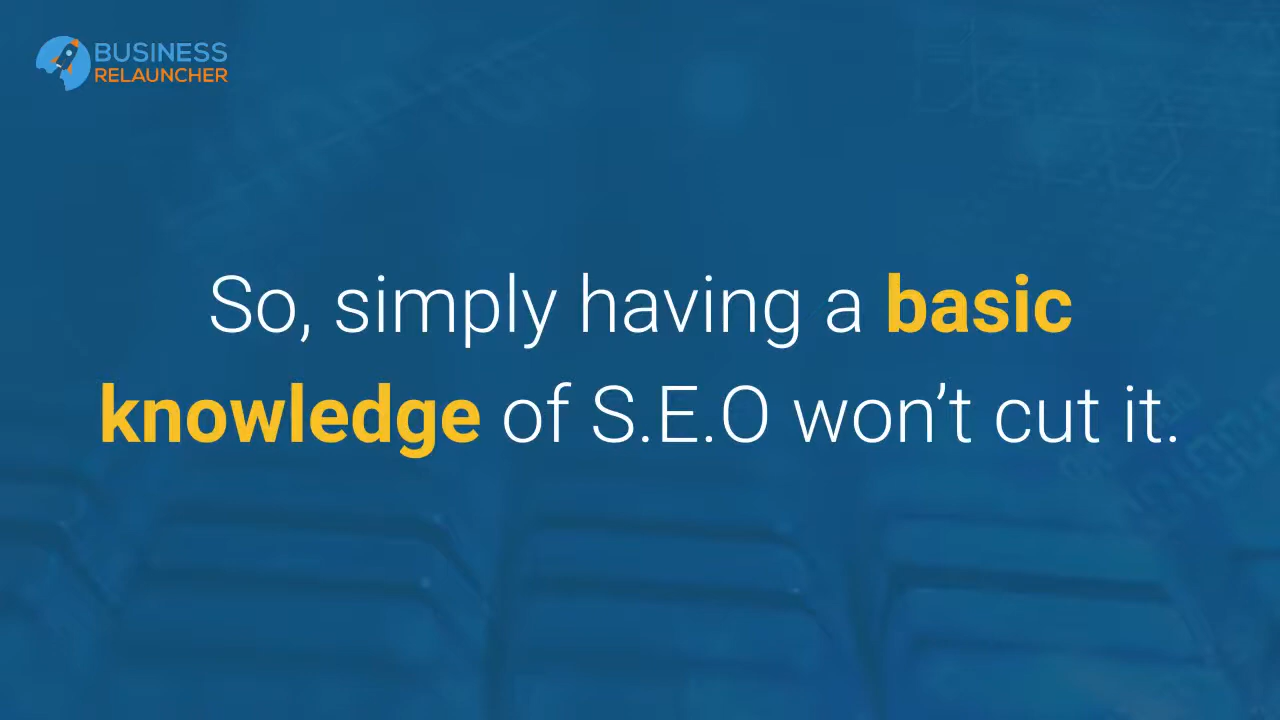 BUSINESS
RELAUNCHER
So, simply having a basic
knowledge of S.E.O won’t cut it.